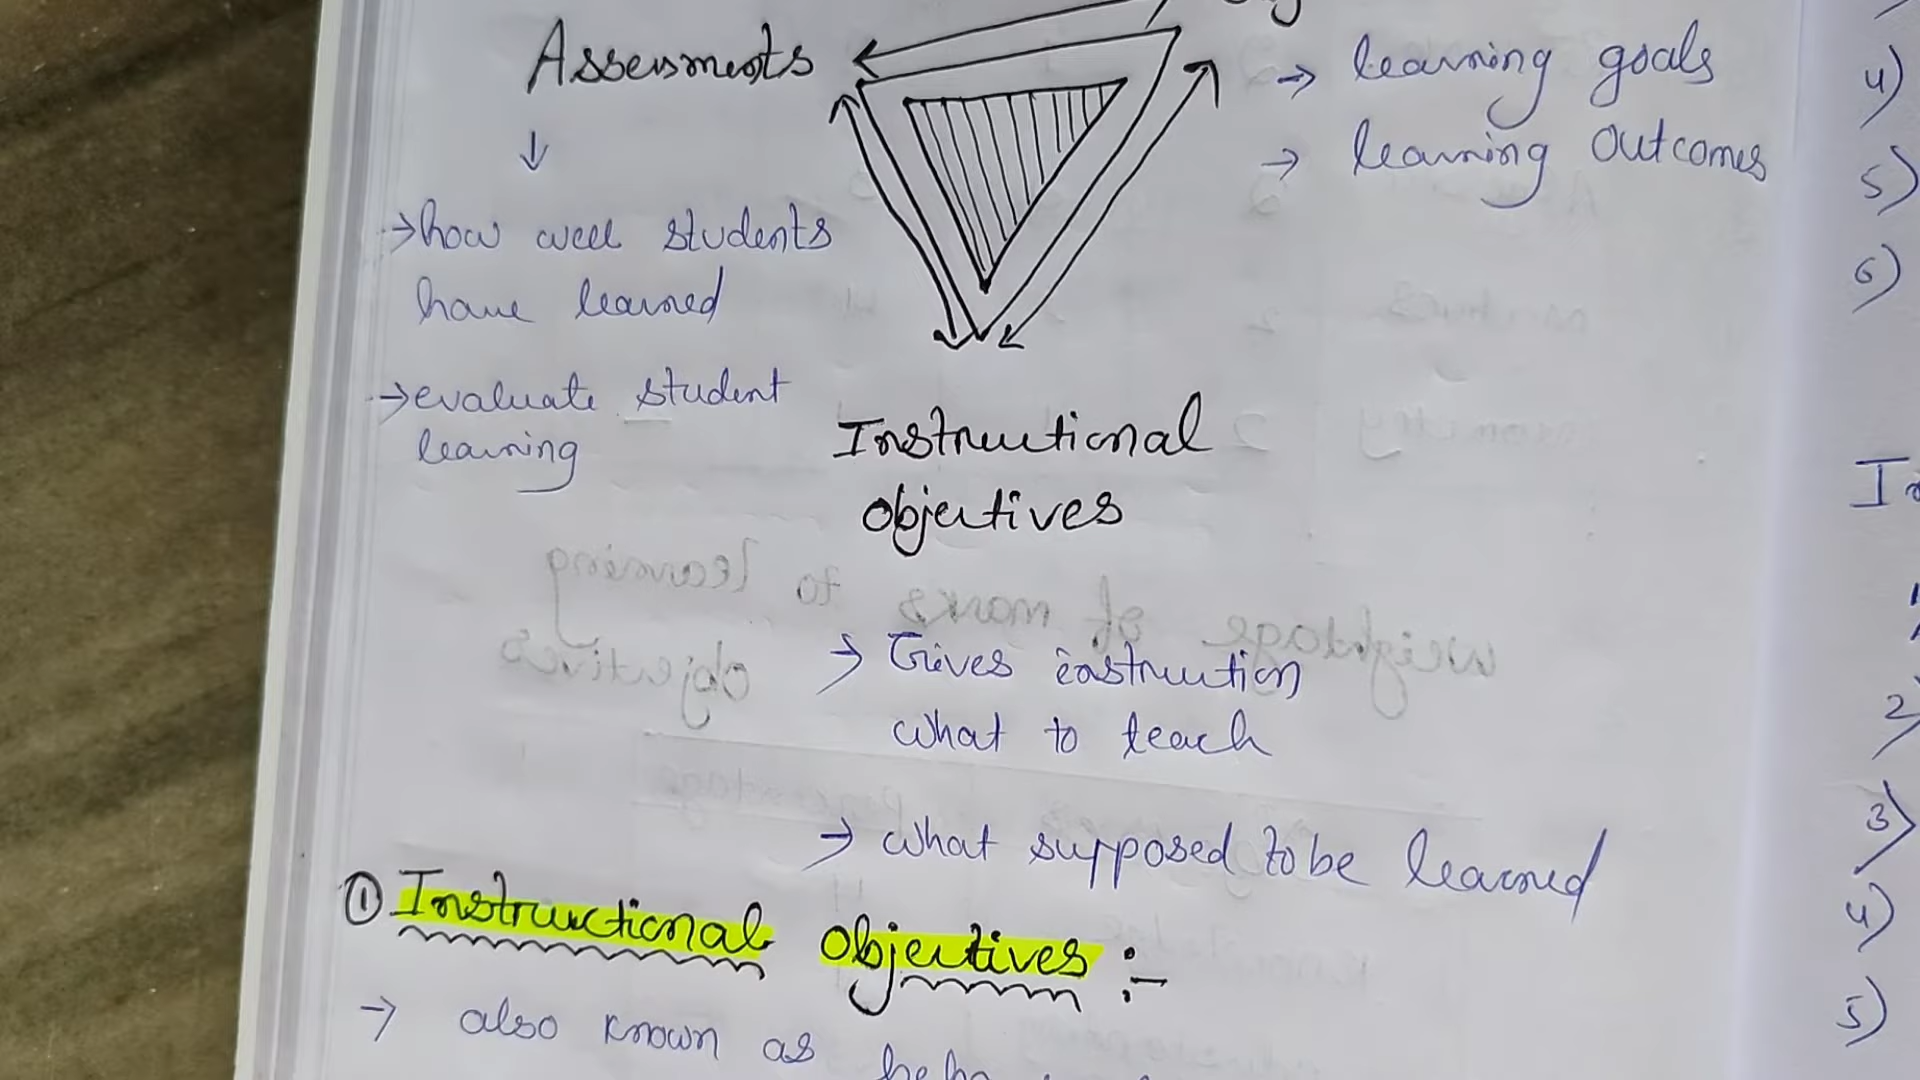 Assessments
↓
→ how well students
have learned
→ evaluate student
learning
→ learning goals
→ learning outcomes
Instructional
objectives
→ Gives instruction
what to teach
→ what supposed to be learned
① Instructional objectives :-
→ also known as
4)
5)
6)
2)
3)
4)
5)